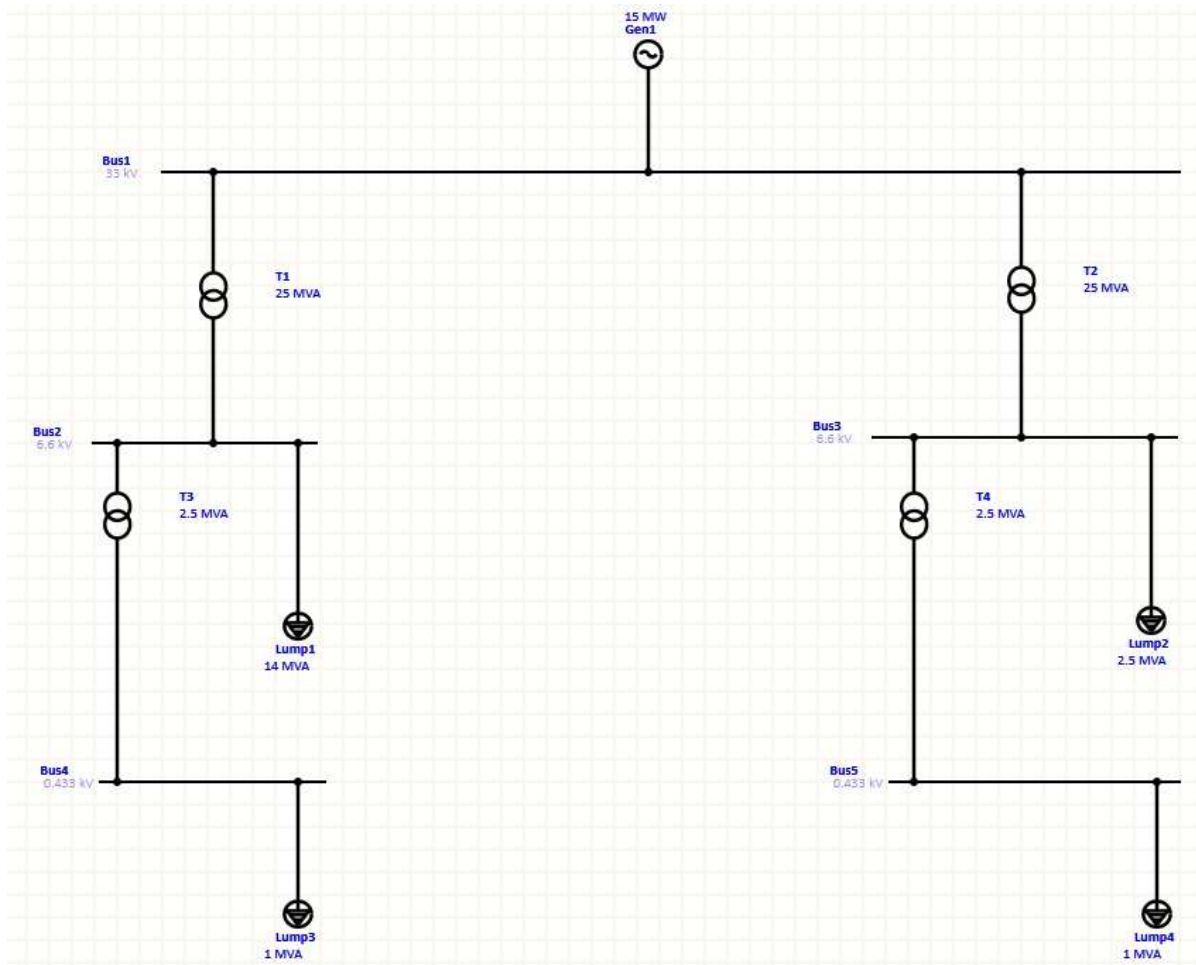 15 MW
Gen1
Bus1
33 kV
T1
25 MVA
T2
25 MVA
Bus2
6.6 kV
Bus3
6.6 kV
T3
2.5 MVA
T4
2.5 MVA
Lump1
14 MVA
Lump2
2.5 MVA
Bus4
0.433 kV
Bus5
0.433 kV
Lump3
1 MVA
Lump4
1 MVA